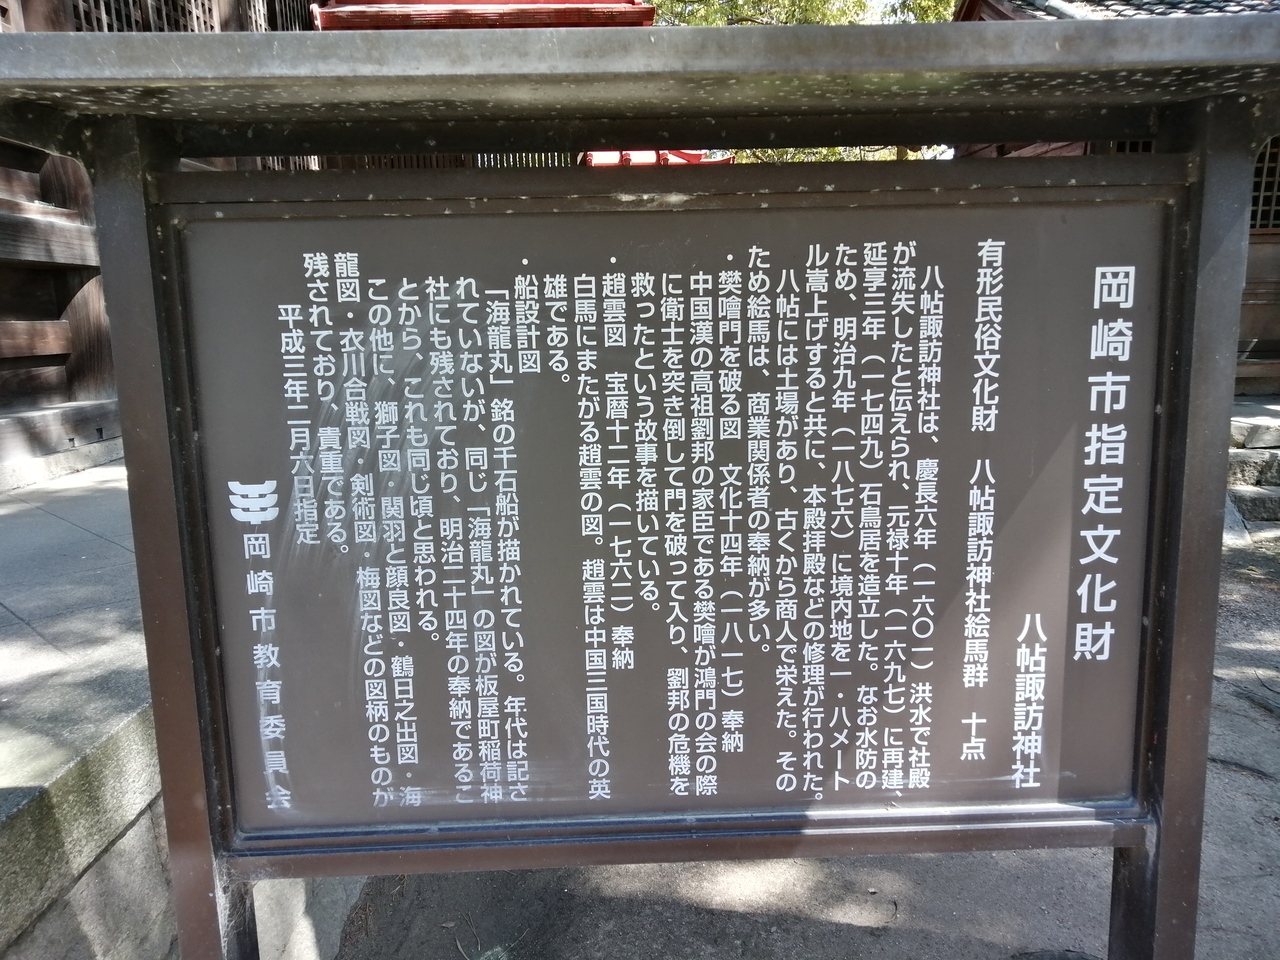 岡崎市指定文化財
八帖諏訪神社
有形民俗文化財　八帖諏訪神社絵馬群　十点
八帖諏訪神社は、慶長六年（一六〇一）洪水で社殿
が流失したと伝えられ、元禄十年（一六九七）に再建、
延享三年（一七四九）石鳥居を造立した。なお水防の
ため、明治九年（一八七六）に境内地を一・八メート
ル嵩上げすると共に、本殿拝殿などの修理が行われた。
八帖には土場があり、古くから商人で栄えた。その
ため絵馬は、商業関係者の奉納が多い。
・樊噲門を破る図　文化十四年（一八一七）奉納
中国漢の高祖劉邦の家臣である樊噲が鴻門の会の際
に衛士を突き倒して門を破って入り、劉邦の危機を
救ったという故事を描いている。
・趙雲図　宝暦十二年（一七六二）奉納
白馬にまたがる趙雲の図。趙雲は中国三国時代の英
雄である。
・船設計図
「海龍丸」銘の千石船が描かれている。年代は記さ
れていないが、同じ「海龍丸」の図が板屋町稲荷神
社にも残されており、明治二十四年の奉納であるこ
とから、これも同じ頃と思われる。
この他に、獅子図・関羽と顔良図・鶴日之出図・海
龍図・衣川合戦図・剣術図・梅図などの図柄のものが
残されており、貴重である。
平成三年二月六日指定
岡崎市教育委員会